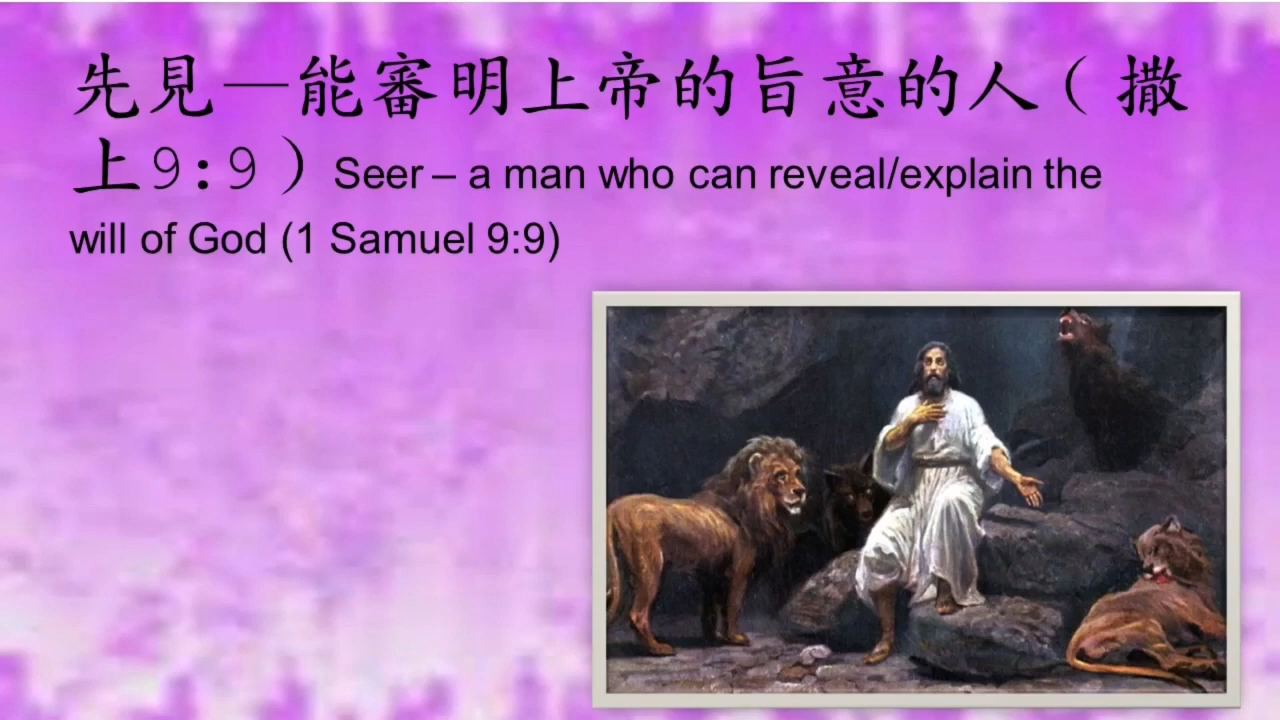 先見—能審明上帝的旨意的人（撒
上9:9）Seer – a man who can reveal/explain the
will of God (1 Samuel 9:9)